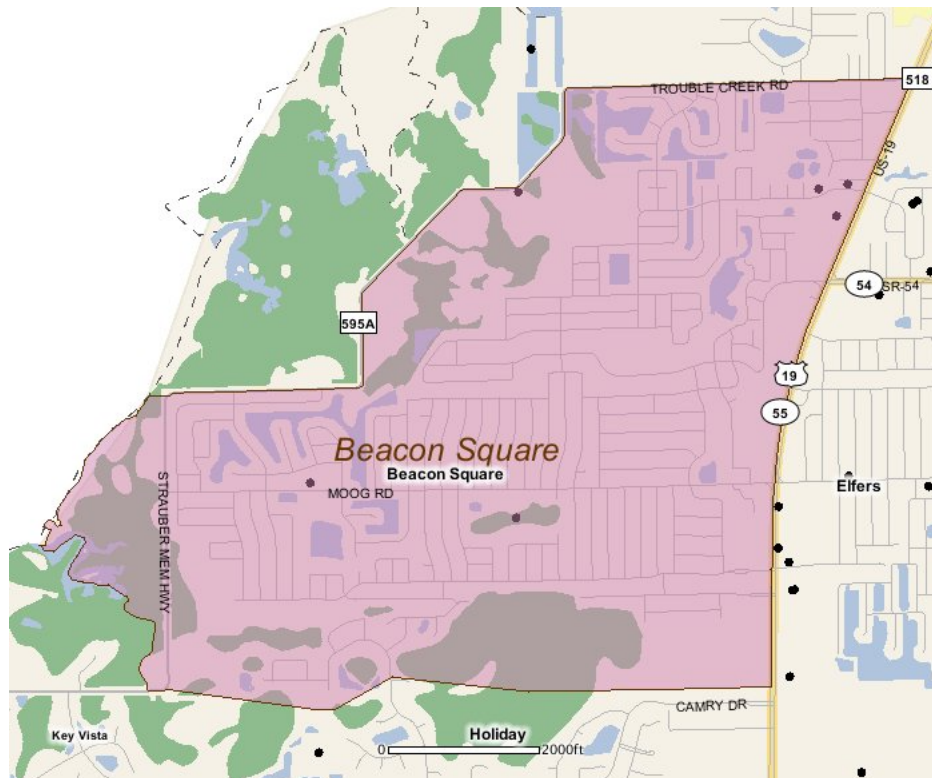 518
TROUBLE CREEK RD
US-19
54
SR-54
595A
19
55
Beacon Square
Beacon Square
STRAUBER MEM HWY
MOOG RD
Elfers
CAMRY DR
Key Vista
Holiday
0
2000ft